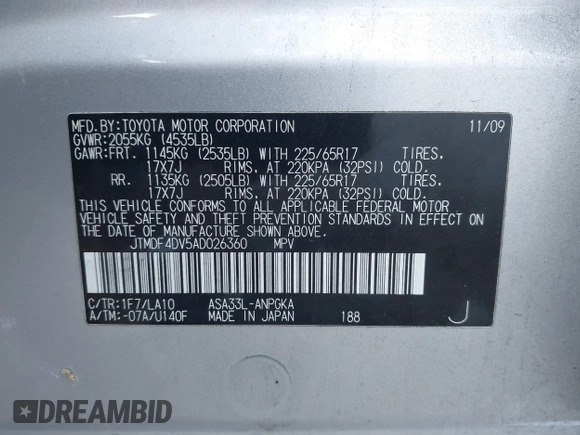 MFD.BY:TOYOTA MOTOR CORPORATION 11/09
GVWR:2055KG (4535LB)
GAWR:FRT. 1145KG (2535LB) WITH 225/65R17 TIRES.
17X7J RIMS. AT 220KPA (32PSI) COLD.
RR. 1135KG (2505LB) WITH 225/65R17 TIRES.
17X7J RIMS. AT 220KPA (32PSI) COLD.
THIS VEHICLE CONFORMS TO ALL APPLICABLE FEDERAL MOTOR
VEHICLE SAFETY AND THEFT PREVENTION STANDARDS IN EFFECT ON
THE DATE OF MANUFACTURE SHOWN ABOVE.
JTMDF4DV5AD026360 MPV
C/TR:1F7/LA10 ASA33L-ANPGKA
A/TM:-07A/U140F MADE IN JAPAN 188 J
DREAMBID